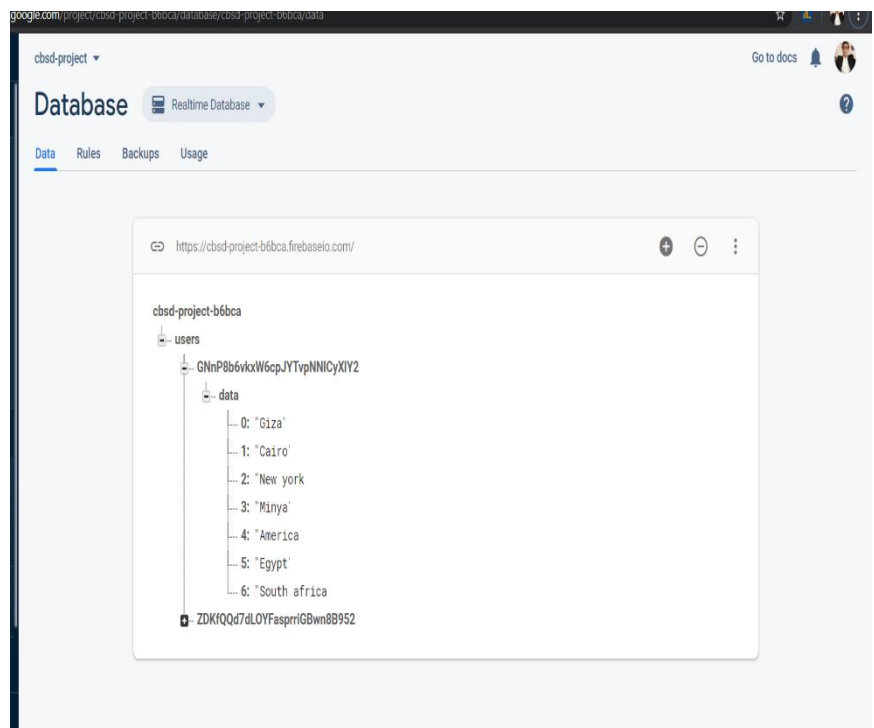 google.com/project/cbsd-project-b6bca/database/cbsd-project-b6bca/data
cbsd-project
Go to docs
Database
Realtime Database
Data Rules Backups Usage
https://cbsd-project-b6bca.firebaseio.com/
cbsd-project-b6bca
users
GNnP8b6vkxW6cpJYTvpNNICyXIY2
data
0: "Giza'
1: "Cairo'
2: "New york
3: "Minya'
4: "America
5: "Egypt'
6: "South africa
ZDKfQQd7dLOYFasprriGBwn8B952